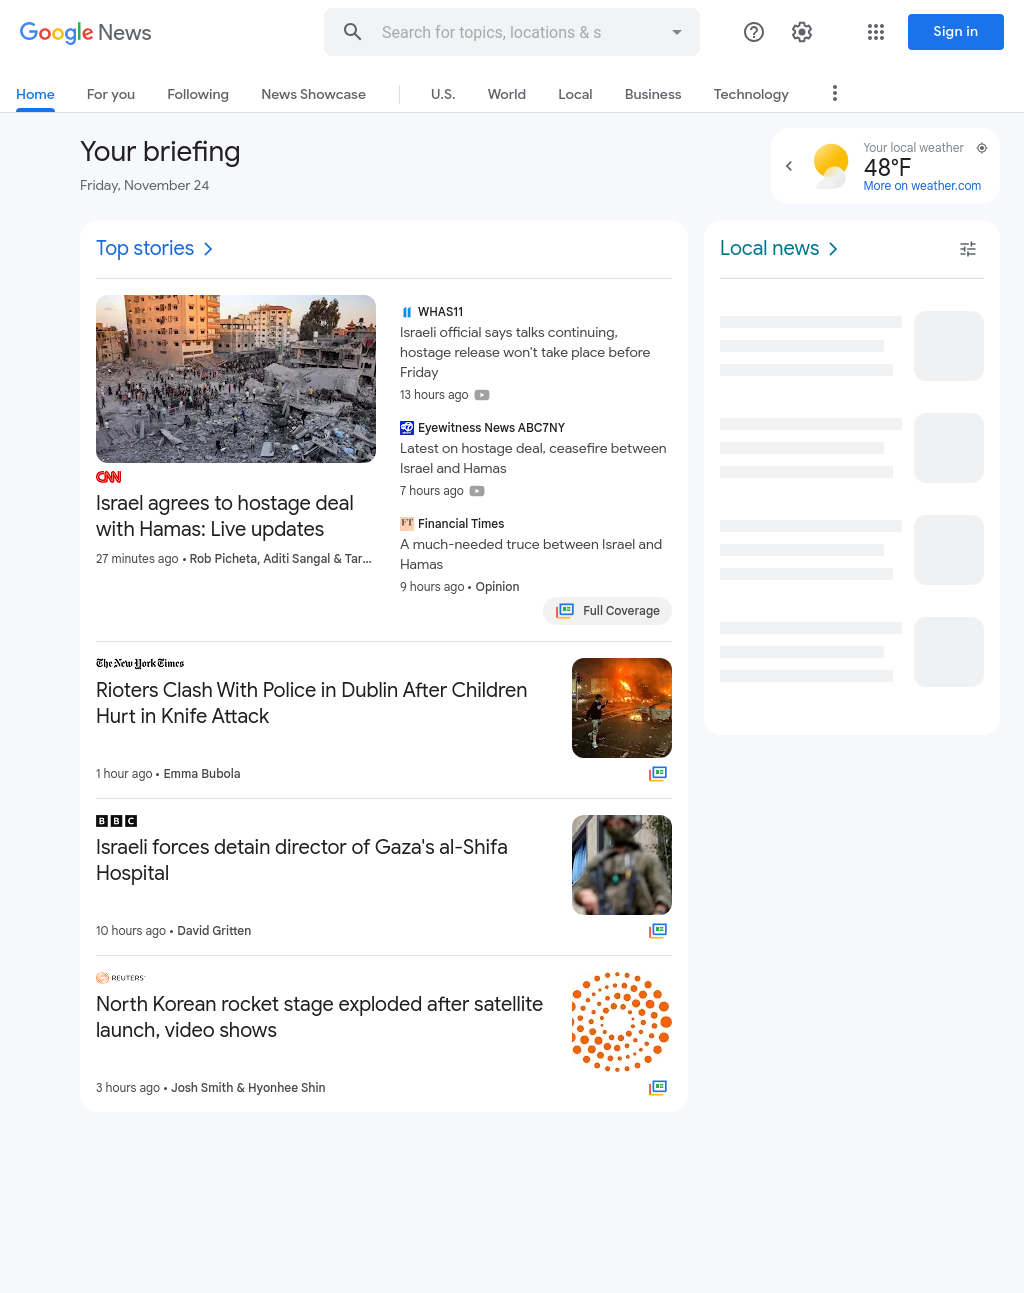 Google News
Search for topics, locations & s
Sign in
Home
For you
Following
News Showcase
U.S.
World
Local
Business
Technology
Your briefing
Friday, November 24
Your local weather
48°F
More on weather.com
Top stories
CNN
Israel agrees to hostage deal
with Hamas: Live updates
27 minutes ago • Rob Picheta, Aditi Sangal & Tar...
WHAS11
Israeli official says talks continuing,
hostage release won't take place before
Friday
13 hours ago
Eyewitness News ABC7NY
Latest on hostage deal, ceasefire between
Israel and Hamas
7 hours ago
FT Financial Times
A much-needed truce between Israel and
Hamas
9 hours ago • Opinion
Full Coverage
The New York Times
Rioters Clash With Police in Dublin After Children
Hurt in Knife Attack
1 hour ago • Emma Bubola
BBC
Israeli forces detain director of Gaza's al-Shifa
Hospital
10 hours ago • David Gritten
REUTERS
North Korean rocket stage exploded after satellite
launch, video shows
3 hours ago • Josh Smith & Hyonhee Shin
Local news